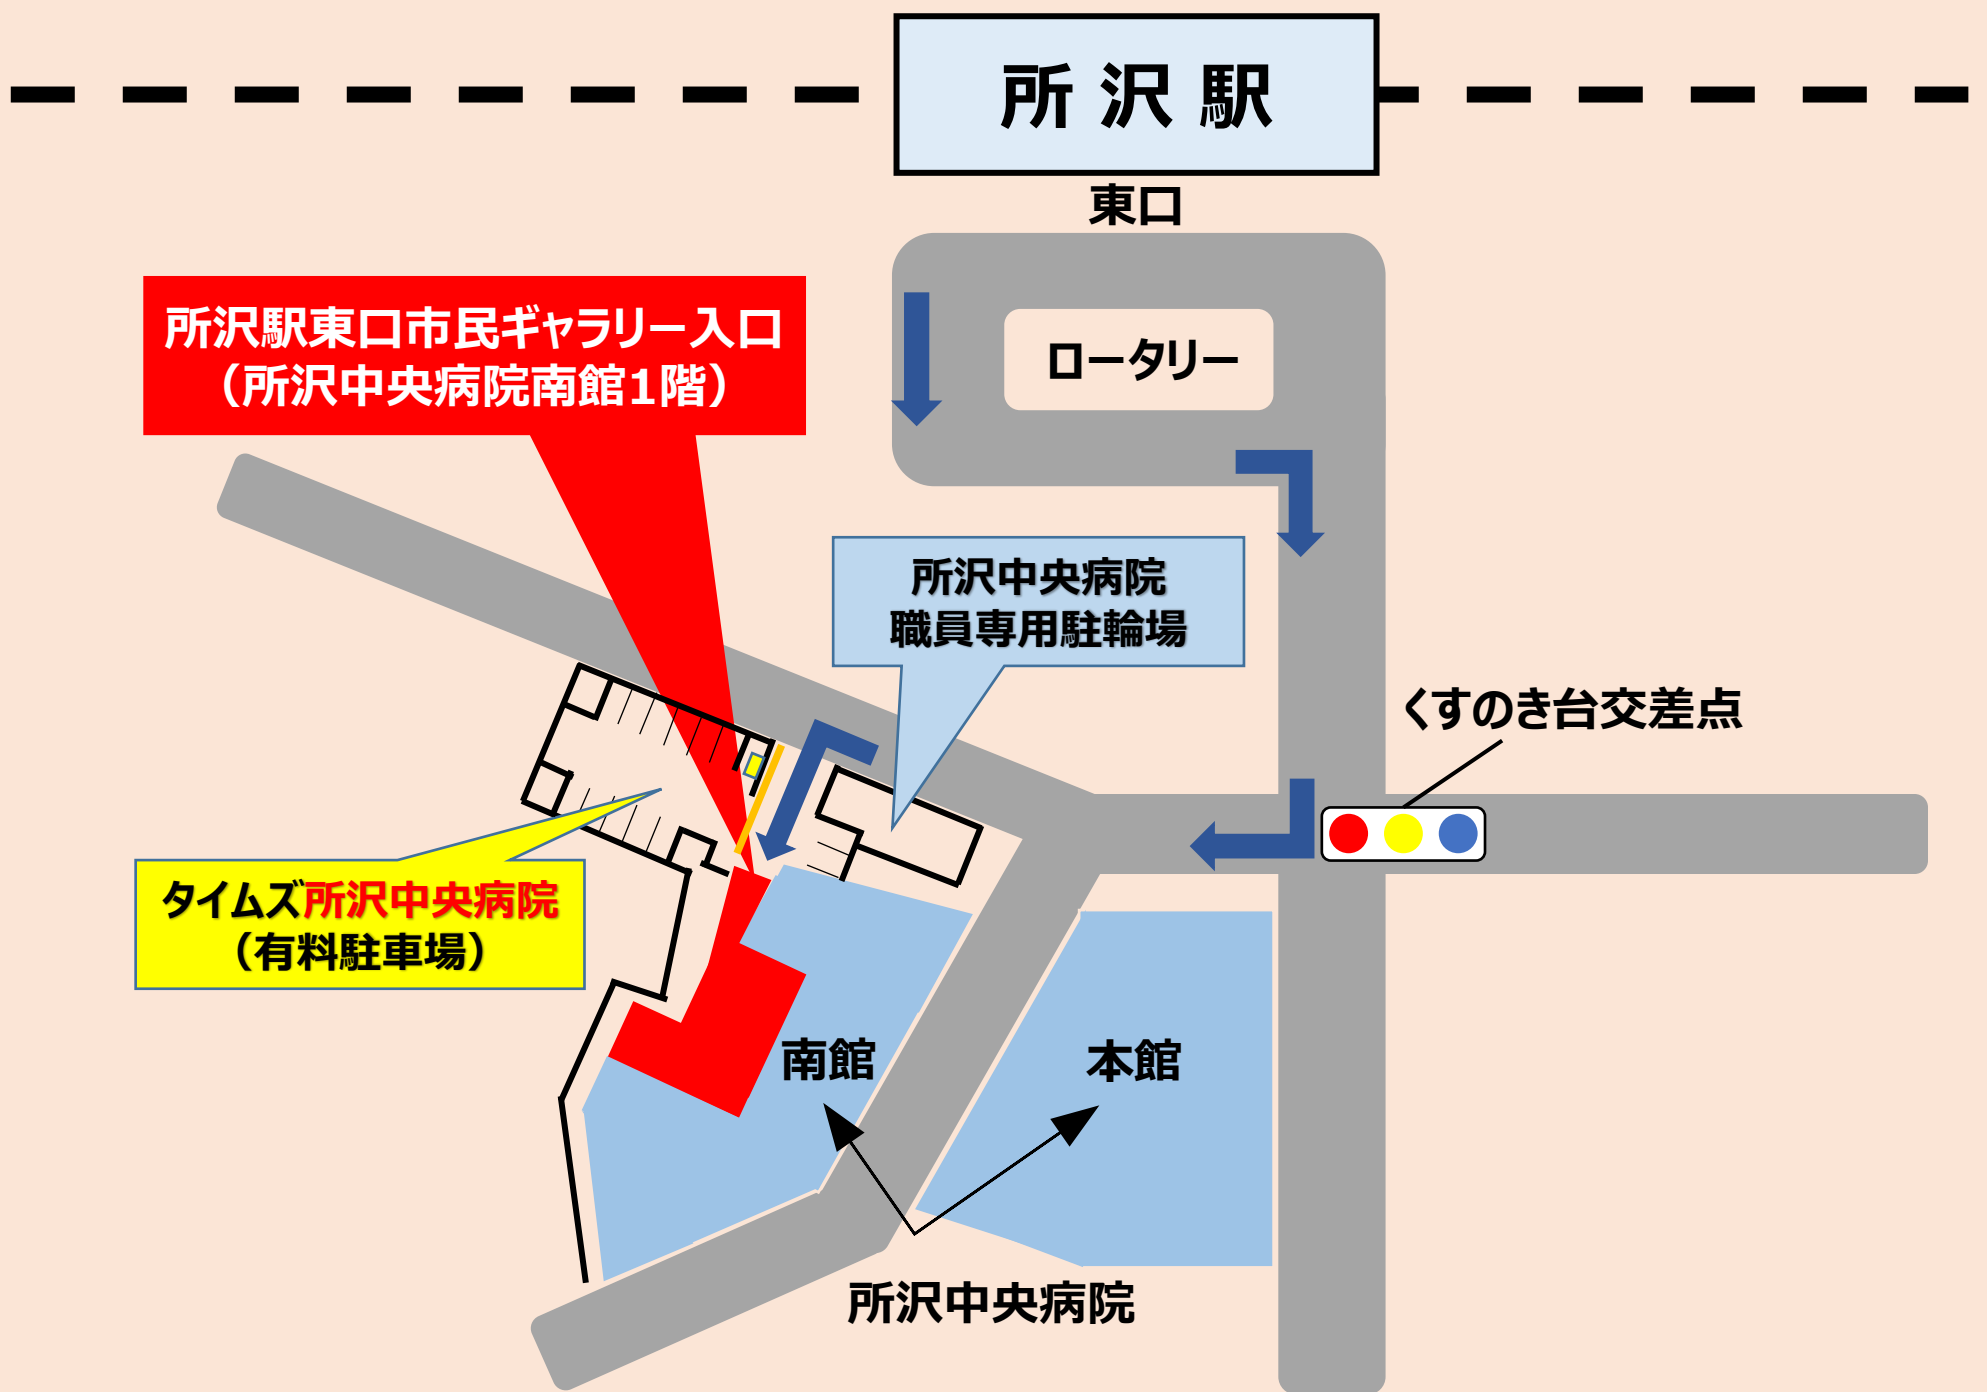 所沢駅
東口
所沢駅東口市民ギャラリー入口
（所沢中央病院南館1階）
ロータリー
所沢中央病院
職員専用駐輪場
くすのき台交差点
タイムズ所沢中央病院
（有料駐車場）
南館
本館
所沢中央病院